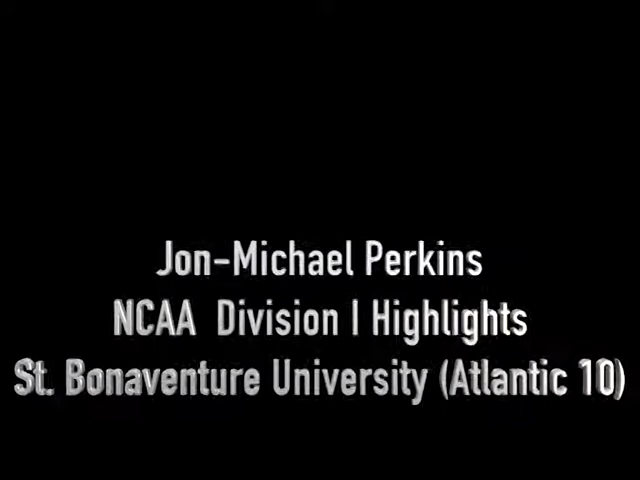 Jon-Michael Perkins
NCAA Division I Highlights
St. Bonaventure University (Atlantic 10)